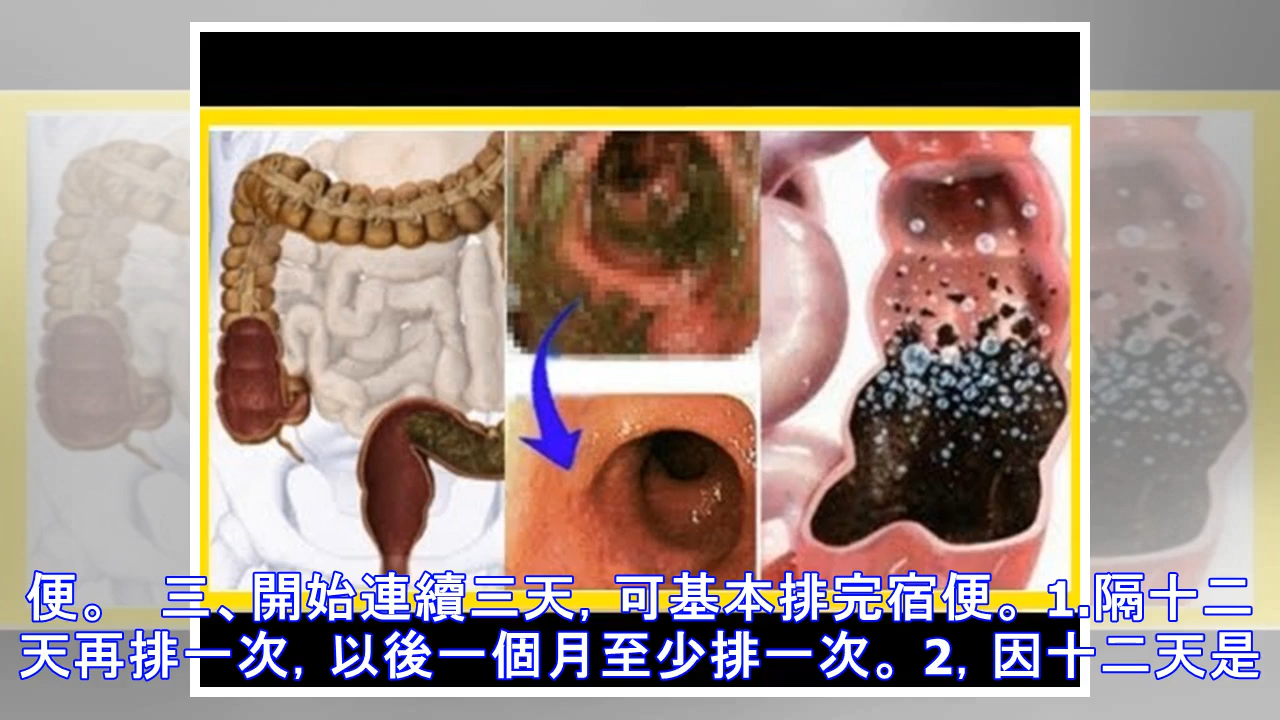 便。 三、開始連續三天, 可基本排完宿便。1.隔十二
天再排一次, 以後一個月至少排一次。2, 因十二天是